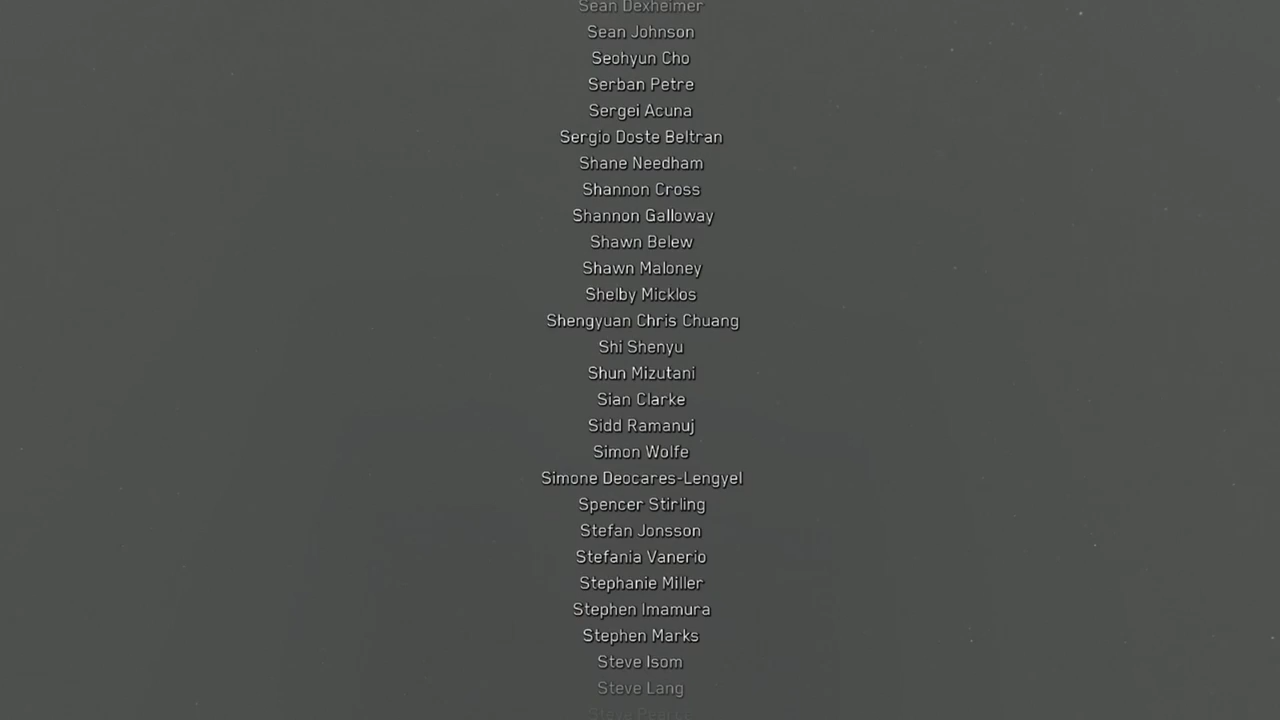 Sean Dexheimer
Sean Johnson
Seohyun Cho
Serban Petre
Sergei Acuna
Sergio Doste Beltran
Shane Needham
Shannon Cross
Shannon Galloway
Shawn Belew
Shawn Maloney
Shelby Micklos
Shengyuan Chris Chuang
Shi Shenyu
Shun Mizutani
Sian Clarke
Sidd Ramanuj
Simon Wolfe
Simone Deocares-Lengyel
Spencer Stirling
Stefan Jonsson
Stefania Vanerio
Stephanie Miller
Stephen Imamura
Stephen Marks
Steve Isom
Steve Lang
Steve Pearce